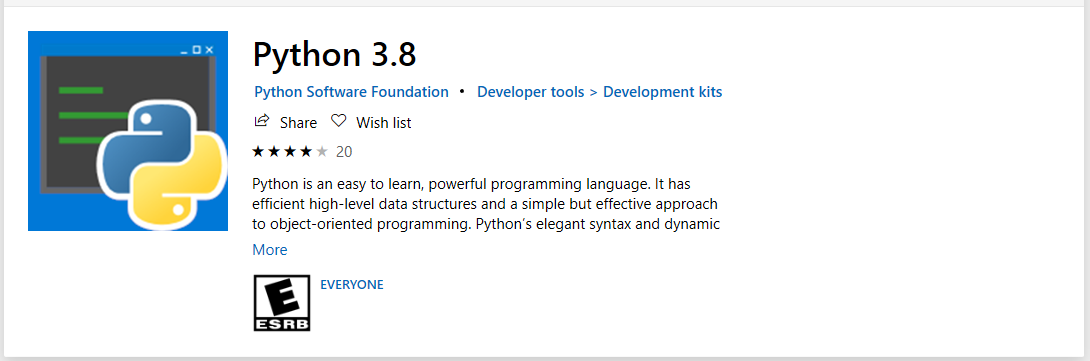 Python 3.8
Python Software Foundation • Developer tools > Development kits
Share Wish list
20
Python is an easy to learn, powerful programming language. It has
efficient high-level data structures and a simple but effective approach
to object-oriented programming. Python’s elegant syntax and dynamic
More
E
ESRB
EVERYONE